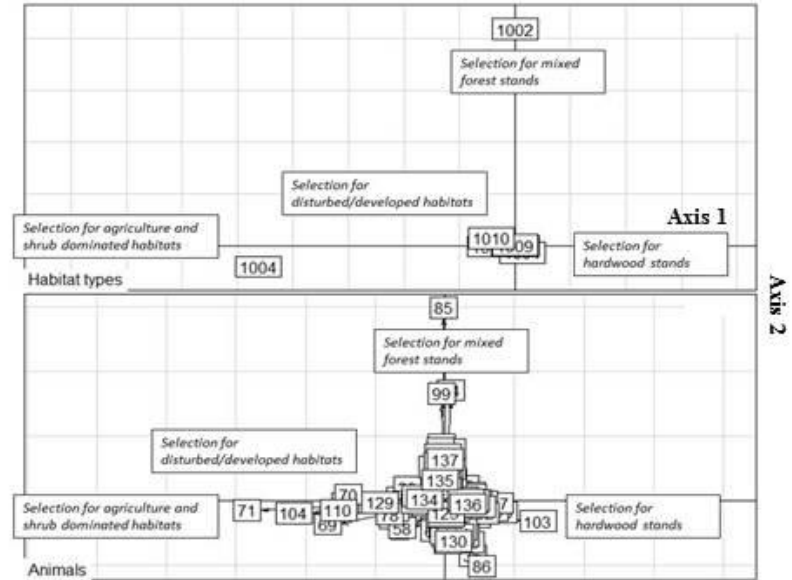 1002
Selection for mixed
forest stands
Selection for
disturbed/developed habitats
Selection for agriculture and
shrub dominated habitats
Axis 1
1010
Selection for
hardwood stands
1004
Habitat types
Axis 2
85
Selection for mixed
forest stands
99
Selection for
disturbed/developed habitats
137
135
70
129
134
136
Selection for agriculture and
shrub dominated habitats
71
104
110
103
Selection for
hardwood stands
69
78
58
130
86
Animals